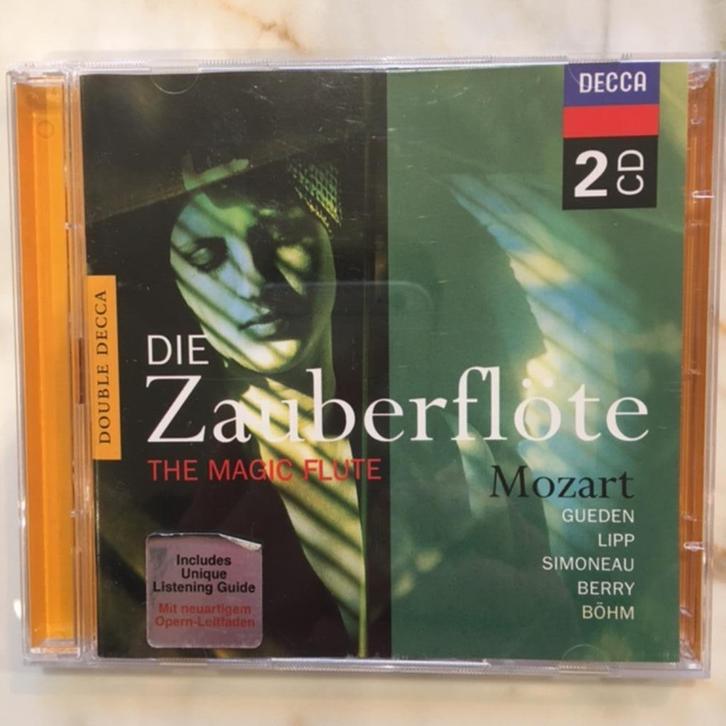 DECCA
2 CD
DOUBLE DECCA
DIE
Zauberflöte
THE MAGIC FLUTE
Mozart
GUEDEN
LIPP
SIMONEAU
BERRY
BÖHM
Includes
Unique
Listening Guide
Mit neuartigem
Opern-Leitfaden